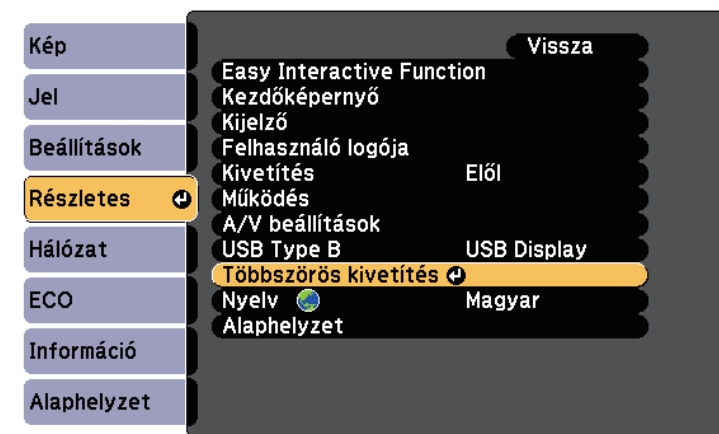 Kép
Jel
Beállítások
Részletes
Hálózat
ECO
Információ
Alaphelyzet
Vissza
Easy Interactive Function
Kezdőképernyő
Kijelző
Felhasználó logója
Kivetítés Elől
Működés
A/V beállítások
USB Type B USB Display
Többszörös kivetítés
Nyelv Magyar
Alaphelyzet